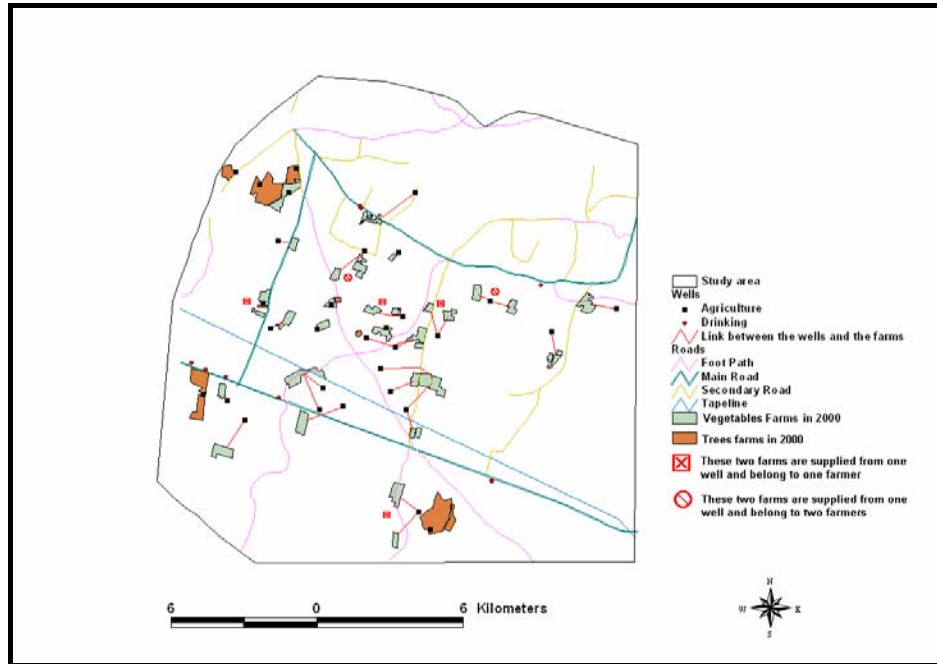 Study area
Wells
Agriculture
Drinking
Link between the wells and the farms
Roads
Foot Path
Main Road
Secondary Road
Tapeline
Vegetables Farms in 2000
Trees farms in 2000
These two farms are supplied from one
well and belong to one farmer
These two farms are supplied from one
well and belong to two farmers
N
W E
S
6 0 6 Kilometers